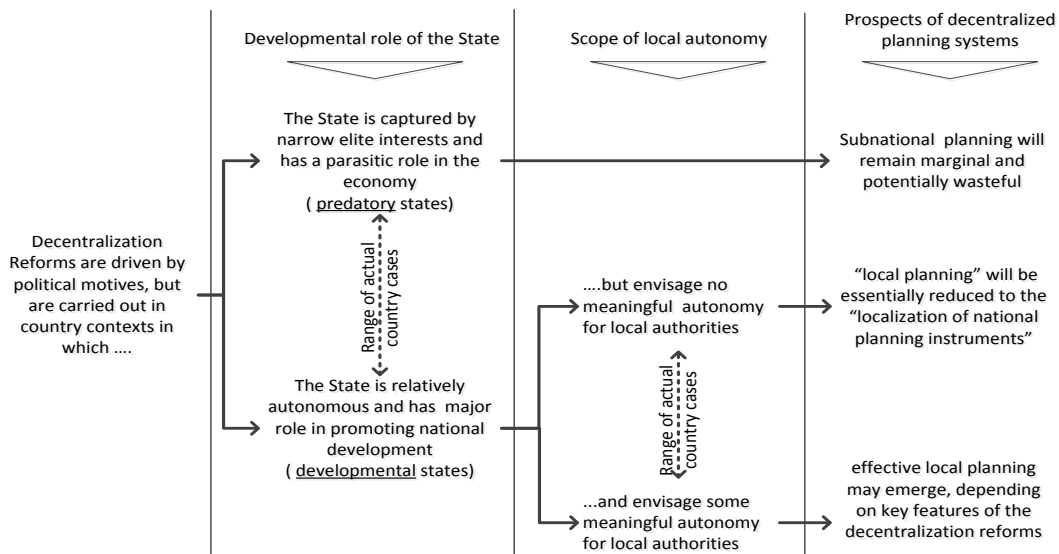 Developmental role of the State
Scope of local autonomy
Prospects of decentralized
planning systems
Decentralization
Reforms are driven by
political motives, but
are carried out in
country contexts in
which ....
The State is captured by
narrow elite interests and
has a parasitic role in the
economy
( predatory states)
Range of actual
country cases
The State is relatively
autonomous and has  major
role in promoting national
development
( developmental states)
....but envisage no
meaningful  autonomy
for local authorities
Range of actual
country cases
...and envisage some
meaningful autonomy
for local authorities
Subnational  planning will
remain marginal and
potentially wasteful
“local planning” will be
essentially reduced to the
“localization of national
planning instruments”
effective local planning
may emerge, depending
on key features of the
decentralization reforms